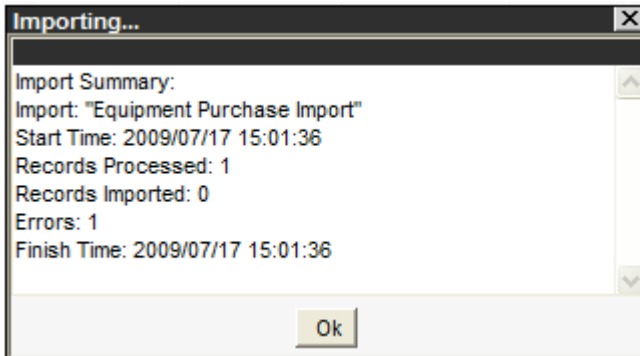 Importing...
Import Summary:
Import: "Equipment Purchase Import"
Start Time: 2009/07/17 15:01:36
Records Processed: 1
Records Imported: 0
Errors: 1
Finish Time: 2009/07/17 15:01:36
Ok